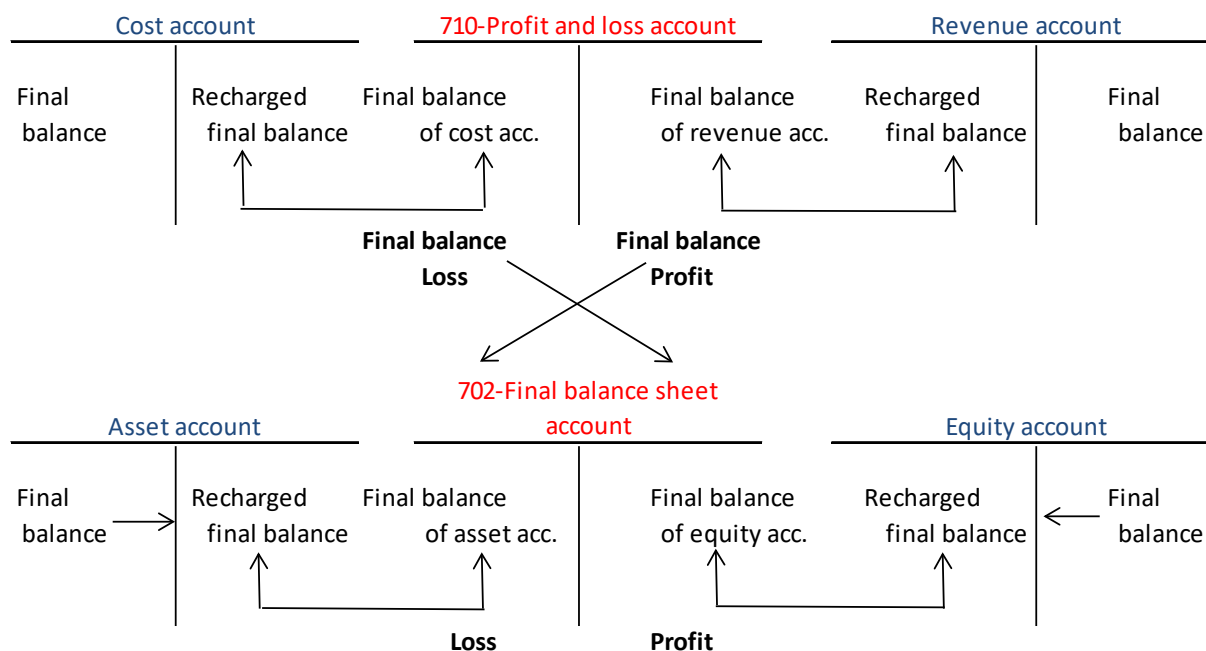 Cost account
710-Profit and loss account
Revenue account
Final
balance
Recharged
final balance
Final balance
of cost acc.
Final balance
of revenue acc.
Recharged
final balance
Final
balance
Final balance
Loss
Final balance
Profit
702-Final balance sheet
account
Asset account
Equity account
Final
balance
Recharged
final balance
Final balance
of asset acc.
Final balance
of equity acc.
Recharged
final balance
Final
balance
Loss
Profit